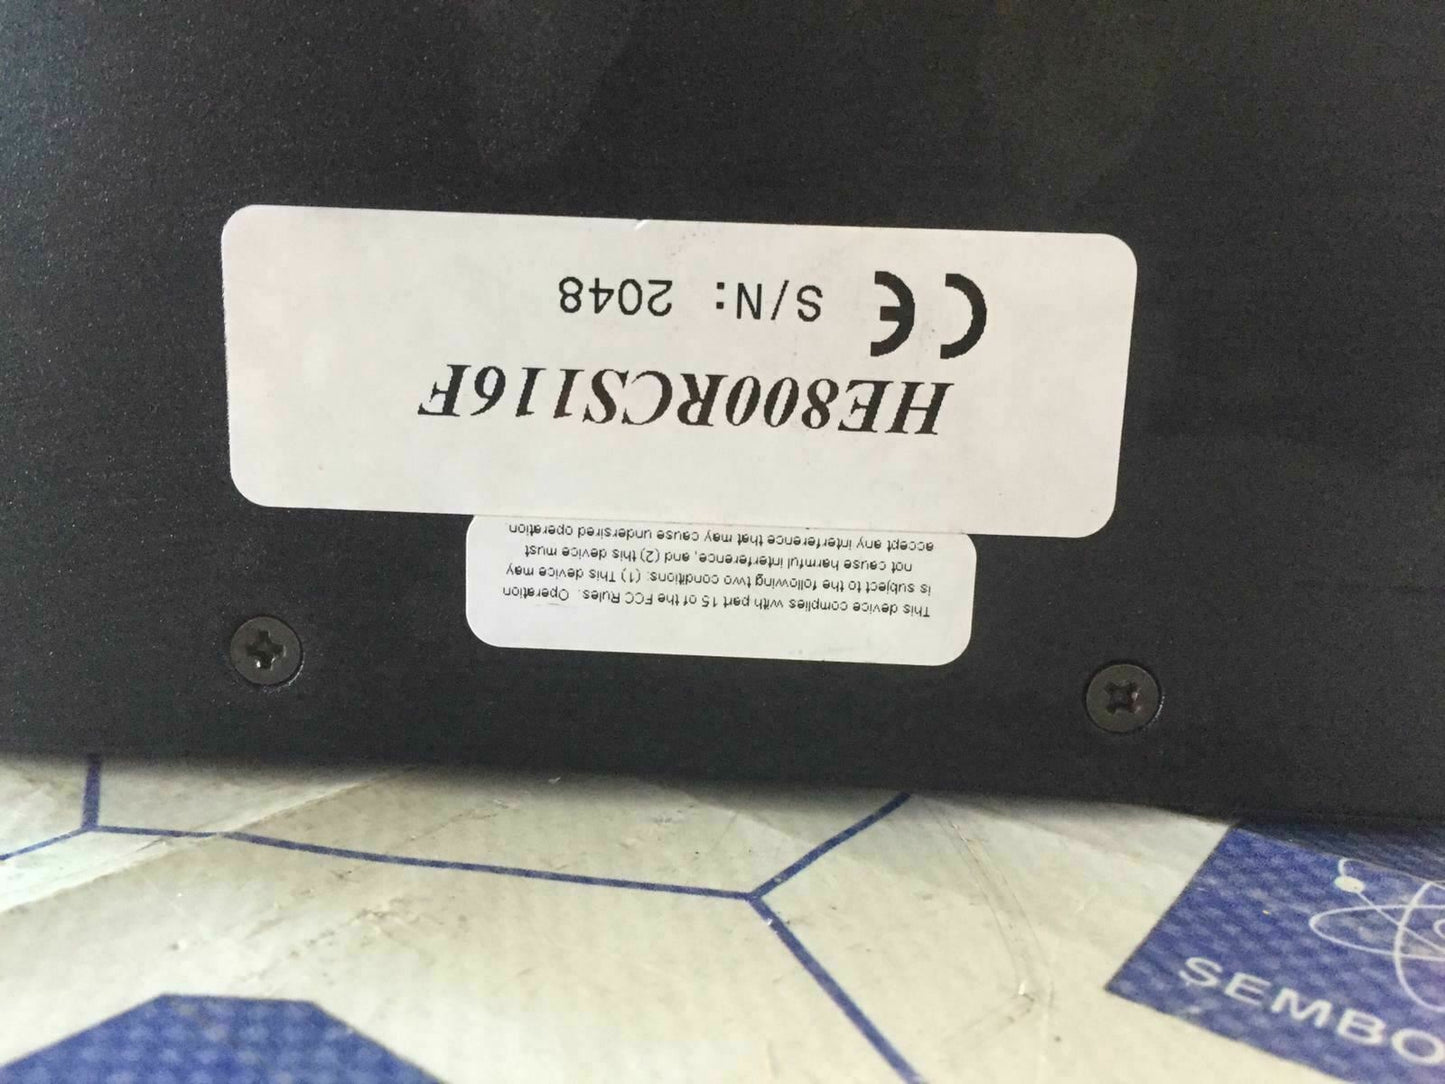 HE800RCS116F
CE S/N: 2048
This device complies with part 15 of the FCC Rules. Operation
is subject to the following two conditions: (1) This device may
not cause harmful interference, and (2) this device must
accept any interference that may cause undersired operation.
SEMBO